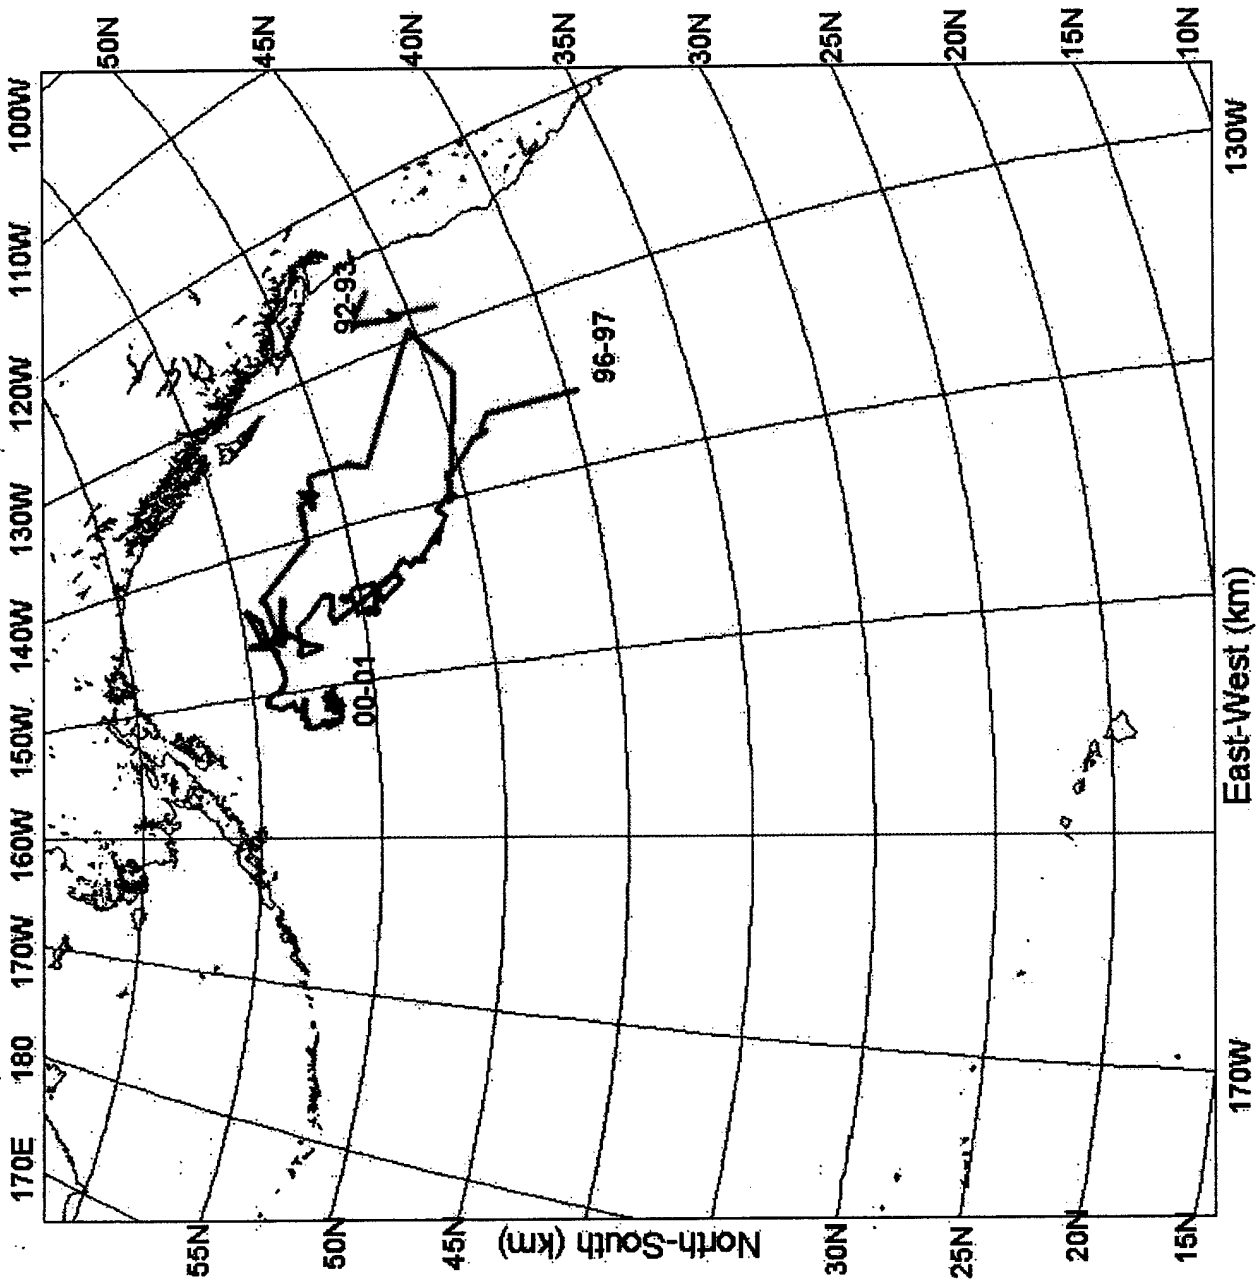 170E 180 170W 160W 150W 140W 130W 120W 110W 100W
55N
50N
45N
North-South (km)
30N
25N
20N
15N
92-93
00-01
96-97
50N
45N
40N
35N
30N
25N
20N
15N
10N
170W 130W
East-West (km)